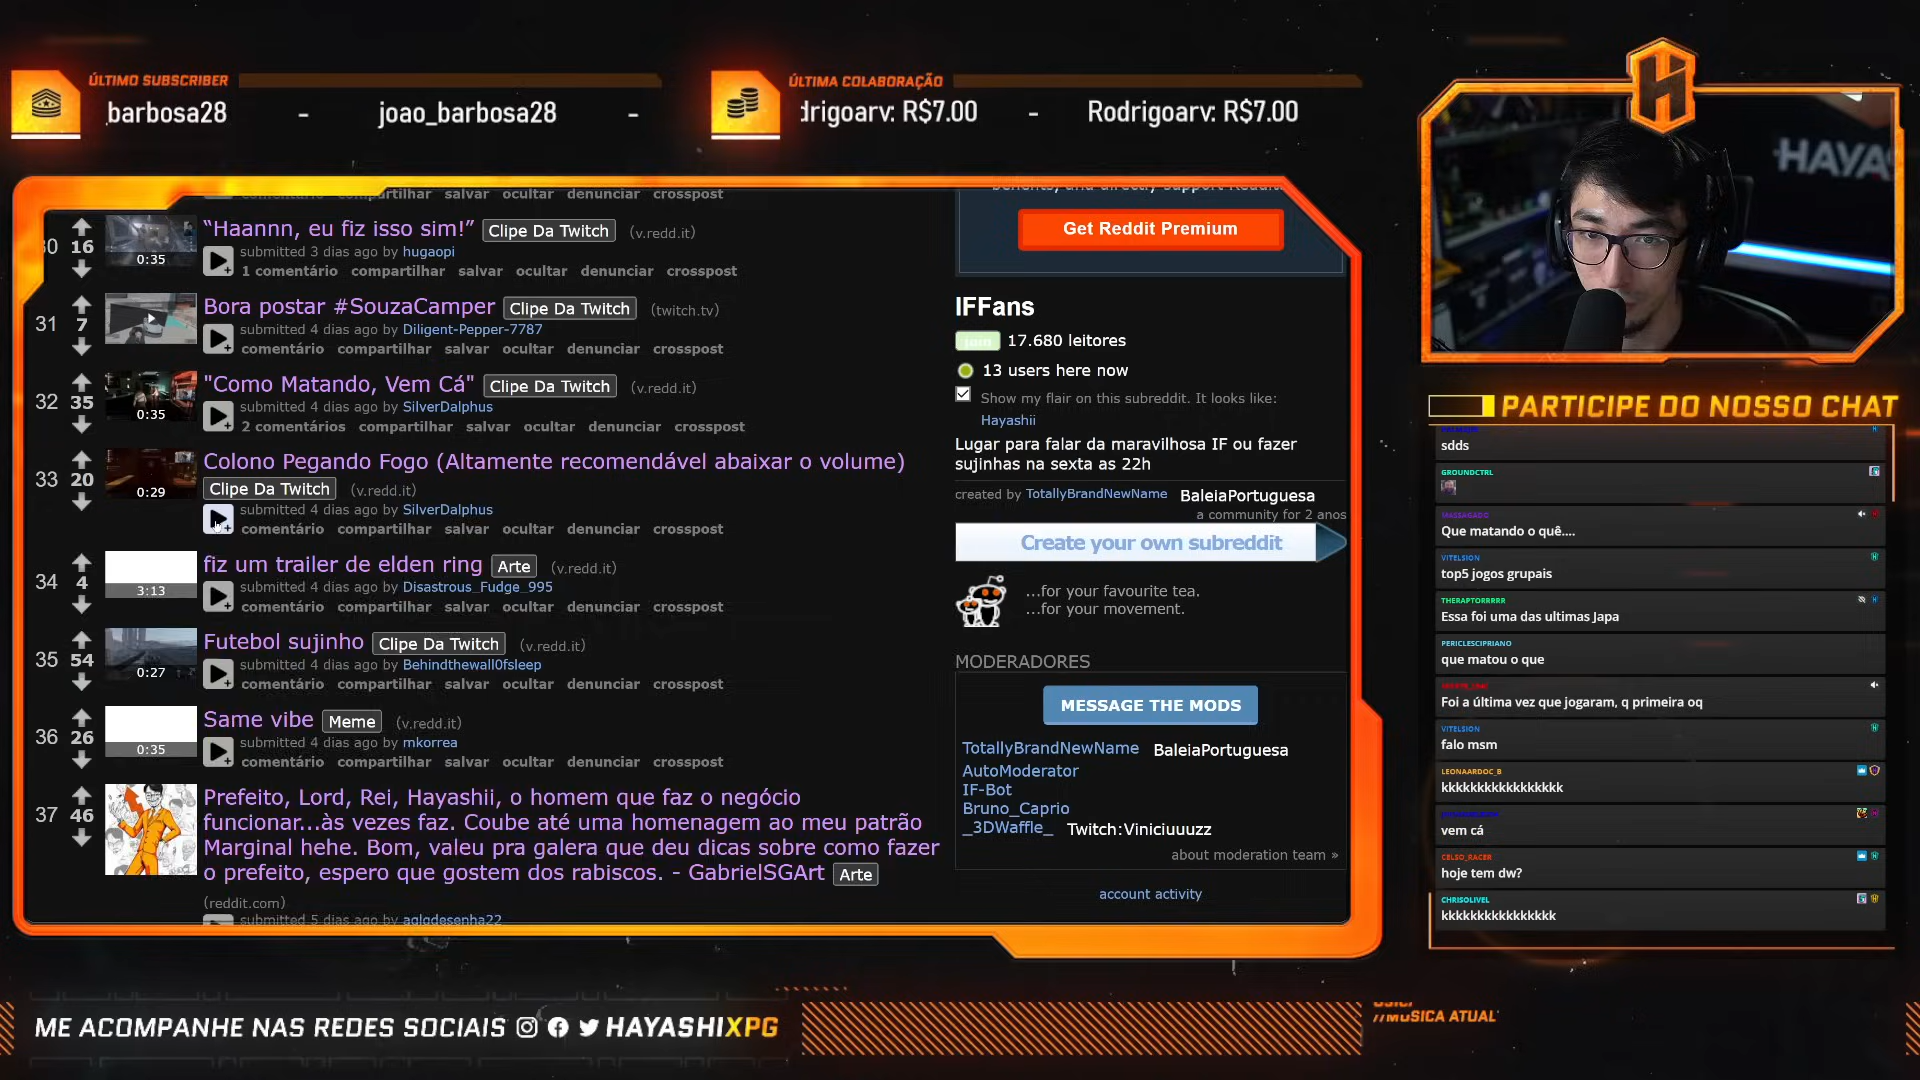 ÚLTIMO SUBSCRIBER
barbosa28 - joao_barbosa28 -
ÚLTIMA COLABORAÇÃO
drigoarv: R$7.00 - Rodrigoarv: R$7.00
compartilhar salvar ocultar denunciar crosspost
16
“Haannn, eu fiz isso sim!” Clipe Da Twitch (v.redd.it)
0:35
submitted 3 dias ago by hugaopi
1 comentário compartilhar salvar ocultar denunciar crosspost
31
7
Bora postar #SouzaCamper Clipe Da Twitch (twitch.tv)
submitted 4 dias ago by Diligent-Pepper-7787
comentário compartilhar salvar ocultar denunciar crosspost
32
35
"Como Matando, Vem Cá" Clipe Da Twitch (v.redd.it)
0:35
submitted 4 dias ago by SilverDalphus
2 comentários compartilhar salvar ocultar denunciar crosspost
33
20
Colono Pegando Fogo (Altamente recomendável abaixar o volume)
Clipe Da Twitch (v.redd.it)
0:29
submitted 4 dias ago by SilverDalphus
comentário compartilhar salvar ocultar denunciar crosspost
34
4
fiz um trailer de elden ring Arte (v.redd.it)
3:13
submitted 4 dias ago by Disastrous_Fudge_995
comentário compartilhar salvar ocultar denunciar crosspost
35
54
Futebol sujinho Clipe Da Twitch (v.redd.it)
0:27
submitted 4 dias ago by Behindthewall0fsleep
comentário compartilhar salvar ocultar denunciar crosspost
36
26
Same vibe Meme (v.redd.it)
0:35
submitted 4 dias ago by mkorrea
comentário compartilhar salvar ocultar denunciar crosspost
37
46
Prefeito, Lord, Rei, Hayashii, o homem que faz o negócio
funcionar...às vezes faz. Coube até uma homenagem ao meu patrão
Marginal hehe. Bom, valeu pra galera que deu dicas sobre como fazer
o prefeito, espero que gostem dos rabiscos. - GabrielSGArt Arte
(reddit.com)
submitted 5 dias ago by aglgdesenha22
benefits, and directly support Reddit.
Get Reddit Premium
IFFans
join 17.680 leitores
13 users here now
Show my flair on this subreddit. It looks like:
Hayashii
Lugar para falar da maravilhosa IF ou fazer
sujinhas na sexta as 22h
created by TotallyBrandNewName BaleiaPortuguesa
a community for 2 anos
Create your own subreddit
...for your favourite tea.
...for your movement.
MODERADORES
MESSAGE THE MODS
TotallyBrandNewName BaleiaPortuguesa
AutoModerator
IF-Bot
Bruno_Caprio
_3DWaffle_ Twitch:Viniciuuuzz
about moderation team »
account activity
HAYAS
PARTICIPE DO NOSSO CHAT
sdds
GROUNDCTRL
MASSAGADO
Que matando o quê....
VITELSION
top5 jogos grupais
THERAPTORRRRR
Essa foi uma das ultimas Japa
PERICLESCIPRIANO
que matou o que
Foi a última vez que jogaram, q primeira oq
VITELSION
falo msm
LEONAARDOC_B
kkkkkkkkkkkkkkkkk
vem cá
CELSO_RACER
hoje tem dw?
CHRISOLIVEL
kkkkkkkkkkkkkkkk
ME ACOMPANHE NAS REDES SOCIAIS HAYASHIXPG
//MÚSICA ATUAL